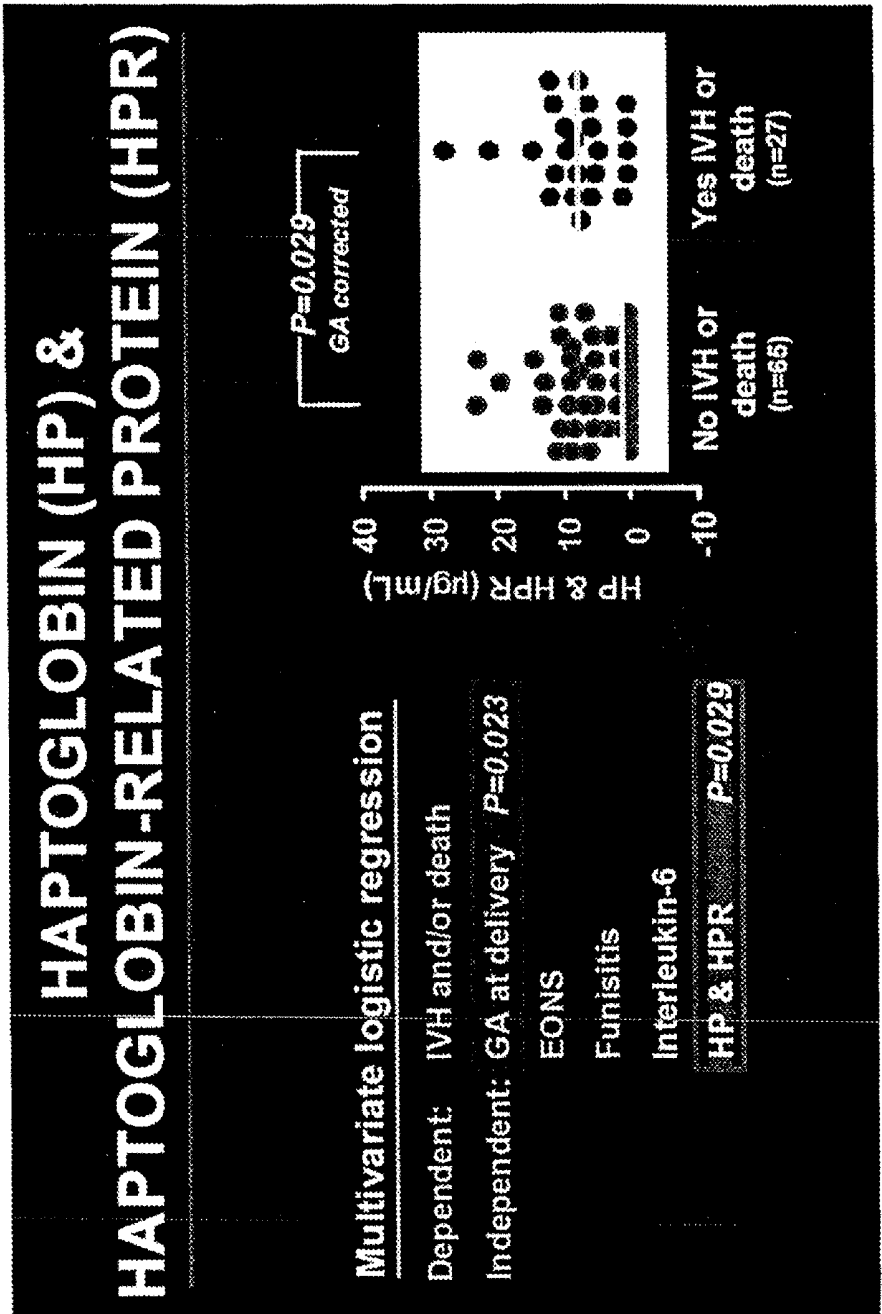 HAPTOGLOBIN (HP) &
HAPTOGLOBIN-RELATED PROTEIN (HPR)
Multivariate logistic regression
Dependent: IVH and/or death
Independent: GA at delivery P=0.023
EONS
Funisitis
Interleukin-6
HP & HPR P=0.029
P=0.029
GA corrected
HP & HPR (µg/mL)
40
30
20
10
0
-10
No IVH or
death
(n=65)
Yes IVH or
death
(n=27)